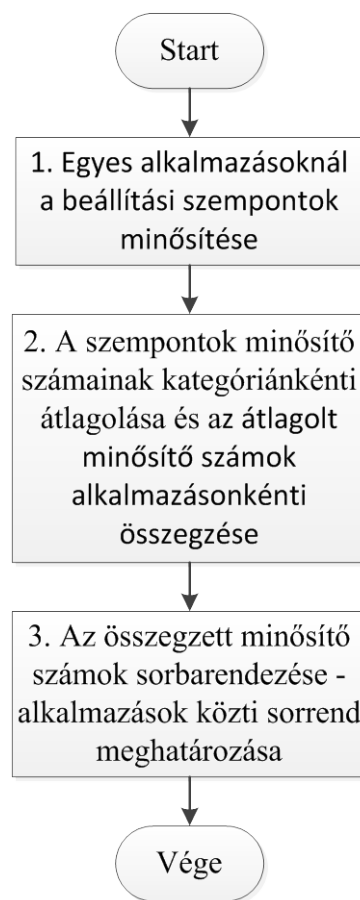 Start
1. Egyes alkalmazásoknál
a beállítási szempontok
minősítése
2. A szempontok minősítő
számainak kategóriánkénti
átlagolása és az átlagolt
minősítő számok
alkalmazásonkénti
összegzése
3. Az összegzett minősítő
számok sorbarendezése -
alkalmazások közti sorrend
meghatározása
Vége